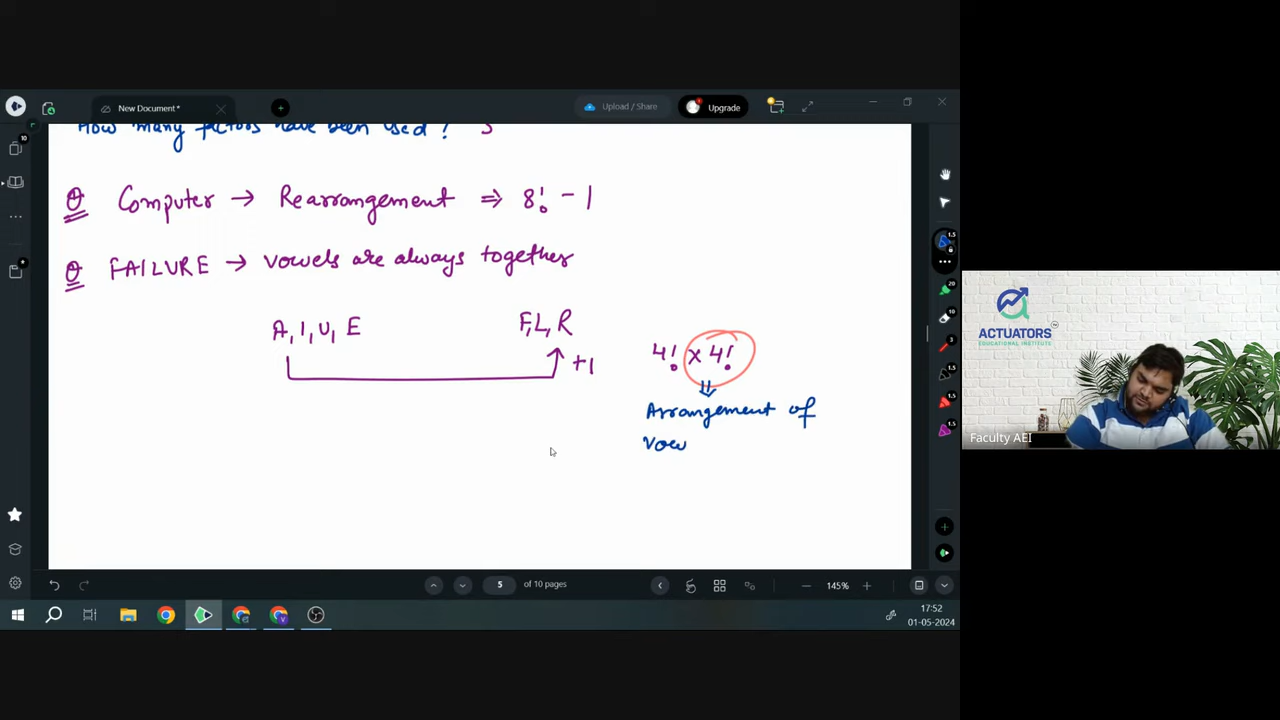 New Document*
Upload / Share
Upgrade
How many factors have been used? 3
Q Computer → Rearrangement ⇒ 8! - 1
Q FAILURE → vowels are always together
A, I, U, E
F, L, R
+1
4! x 4!
Arrangement of
vow
ACTUATORS
EDUCATIONAL INSTITUTE
Faculty AEI
5 of 10 pages
145%
17:52
01-05-2024